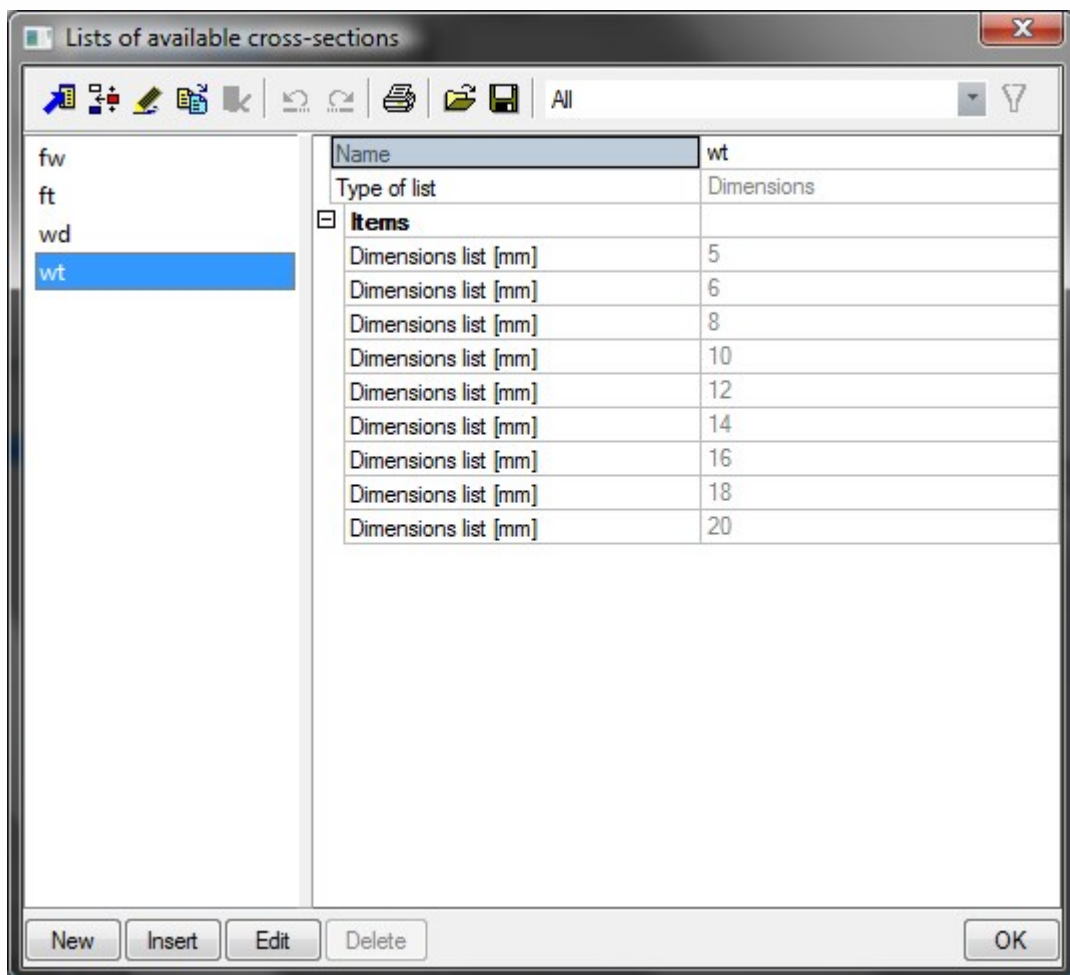 Lists of available cross-sections
All
fw
ft
wd
wt
Name wt
Type of list Dimensions
Items
Dimensions list [mm] 5
Dimensions list [mm] 6
Dimensions list [mm] 8
Dimensions list [mm] 10
Dimensions list [mm] 12
Dimensions list [mm] 14
Dimensions list [mm] 16
Dimensions list [mm] 18
Dimensions list [mm] 20
New Insert Edit Delete OK